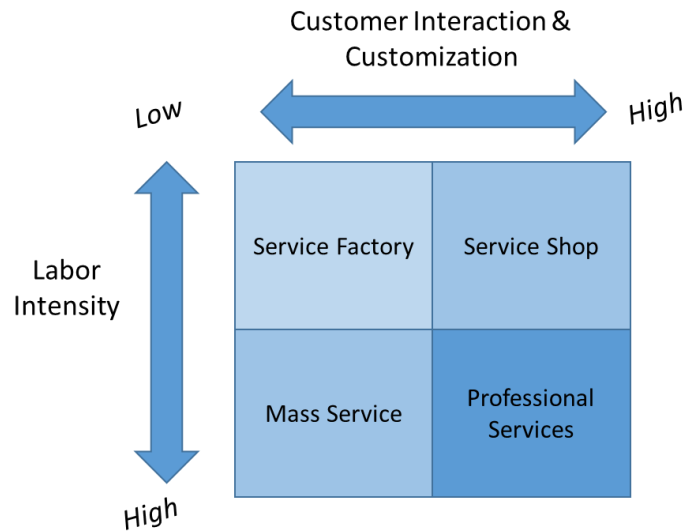 Customer Interaction &
Customization
Low
High
Service Factory
Service Shop
Labor
Intensity
Mass Service
Professional
Services
High